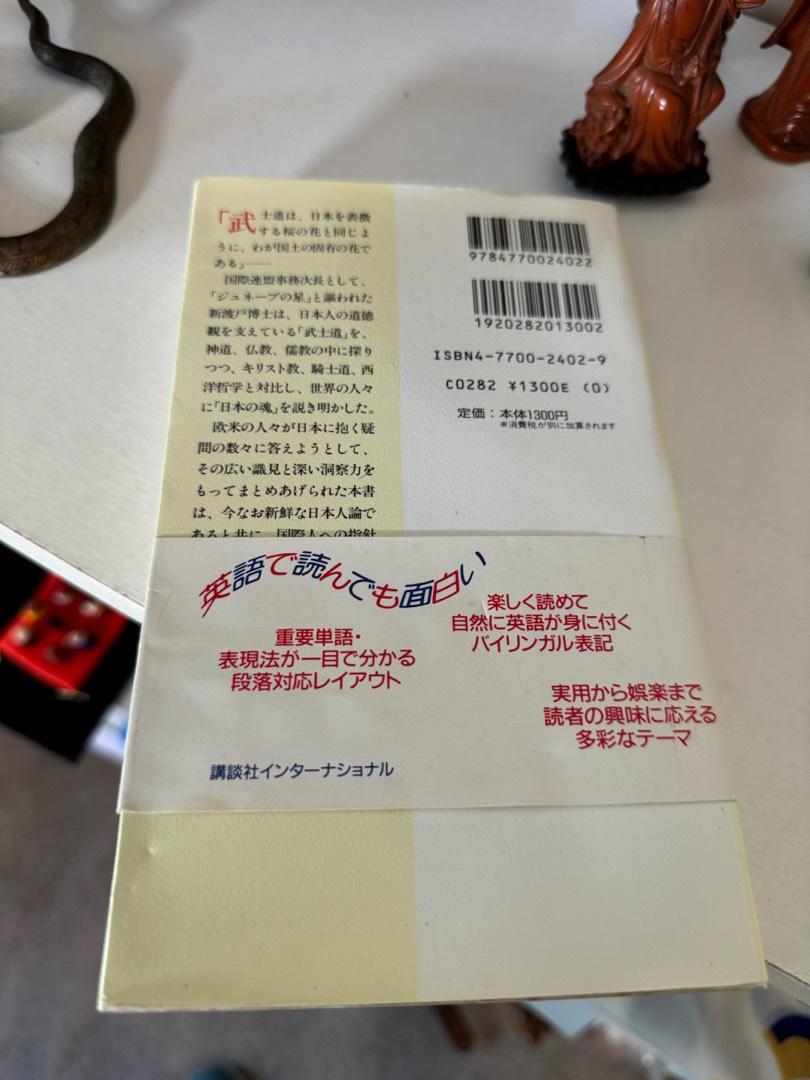 「武士道は、日本を表徴
する桜の花と同じよ
うに、わが国土の固有の花で
ある」――
国際連盟事務次長として、
「ジュネーブの星」と謳われた
新渡戸博士は、日本人の道徳
観を支えている「武士道」を、
神道、仏教、儒教の中に探り
つつ、キリスト教、騎士道、西
洋哲学と対比し、世界の人々
に「日本の魂」を説き明かした。
欧米の人々が日本に抱く疑
問の数々に答えようとして、
その広い識見と深い洞察力を
もってまとめあげられた本書
は、今なお新鮮な日本人論で
あると共に、国際人への指針
9784770024022
1920282013002
ISBN4-7700-2402-9
C0282 ¥1300E (0)
定価：本体1300円
※消費税が別に加算されます
英語で読んでも面白い
楽しく読めて
自然に英語が身に付く
バイリンガル表記
重要単語・
表現法が一目で分かる
段落対応レイアウト
実用から娯楽まで
読者の興味に応える
多彩なテーマ
講談社インターナショナル